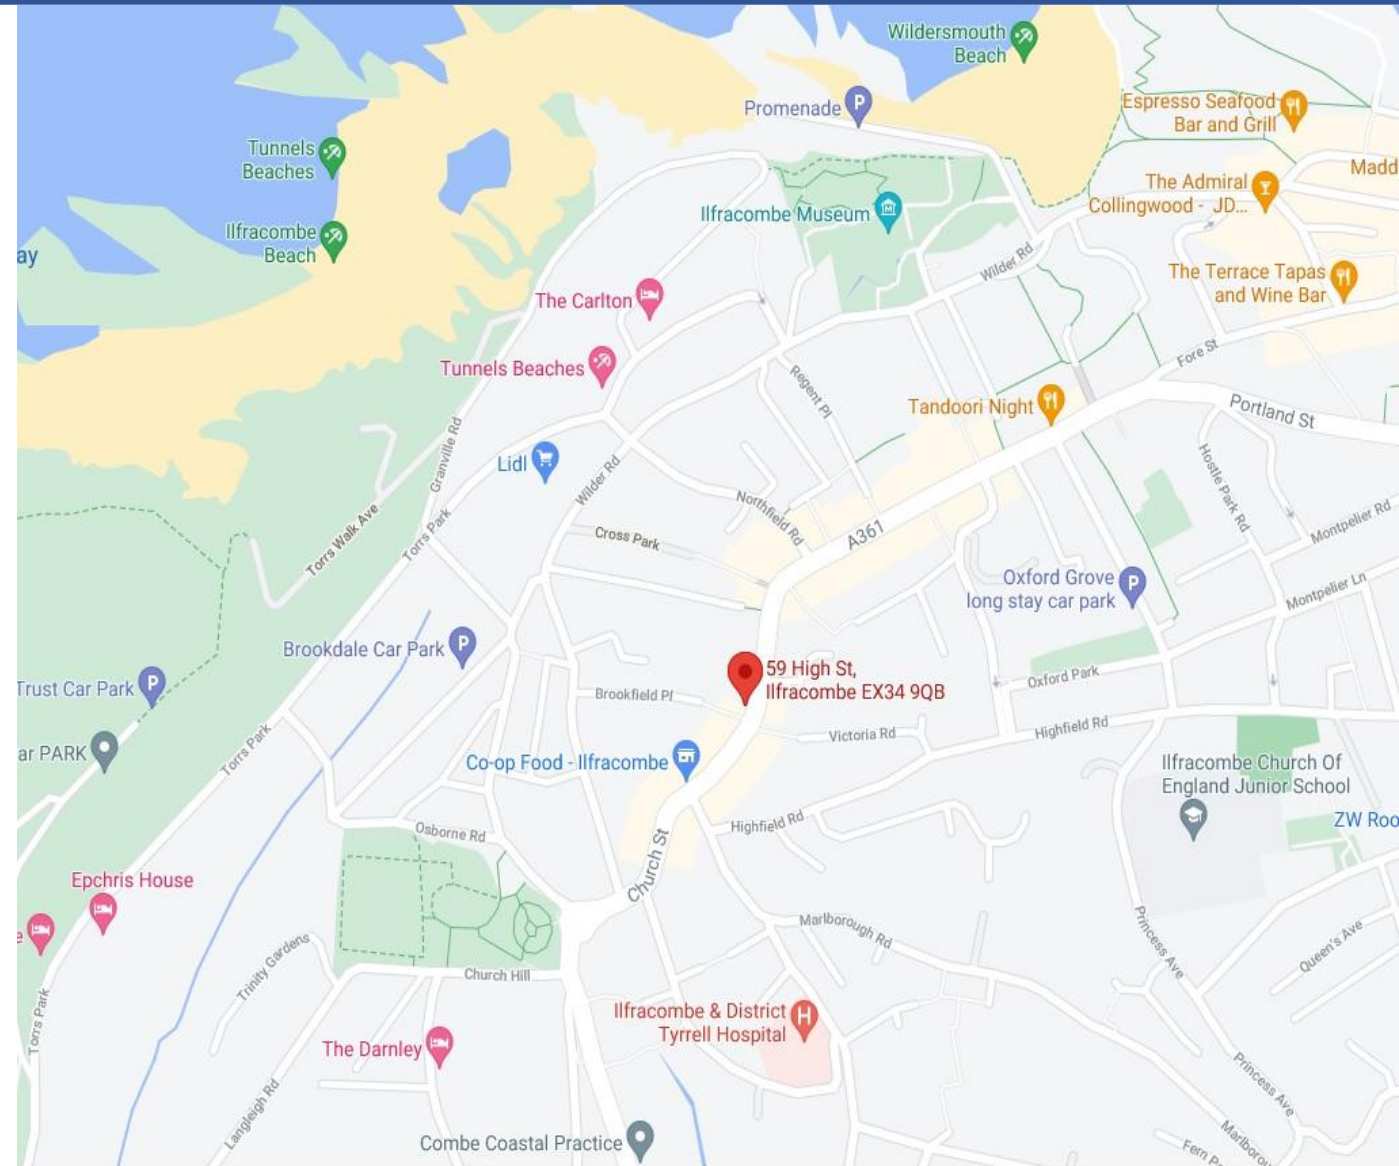 Wildersmouth
Beach
Promenade
Espresso Seafood
Bar and Grill
Tunnels
Beaches
Madd
The Admiral
Collingwood - JD...
Ilfracombe Museum
Ilfracombe
Beach
ay
Wilder Rd
The Terrace Tapas
and Wine Bar
The Carlton
Tunnels Beaches
Fore St
Regent Pl
Tandoori Night
Portland St
Granville Rd
Lidl
Wilder Rd
Hostle Park Rd
Northfield Rd
Torrs Walk Ave
Torrs Park
Cross Park
A361
Montpelier Rd
Oxford Grove
long stay car park
Montpelier Ln
Brookdale Car Park
59 High St,
Ilfracombe EX34 9QB
Trust Car Park
Brookfield Pl
Oxford Park
Victoria Rd
Highfield Rd
ar PARK
Torrs Park
Co-op Food - Ilfracombe
Ilfracombe Church Of
England Junior School
Osborne Rd
Highfield Rd
ZW Roo
Church St
Epchris House
e
Marlborough Rd
Princess Ave
Queen's Ave
Trinity Gardens
Church Hill
Torrs Park
Ilfracombe & District
Tyrrell Hospital
The Darnley
Princess Ave
Langleigh Rd
Combe Coastal Practice
Marlborou
Fern P